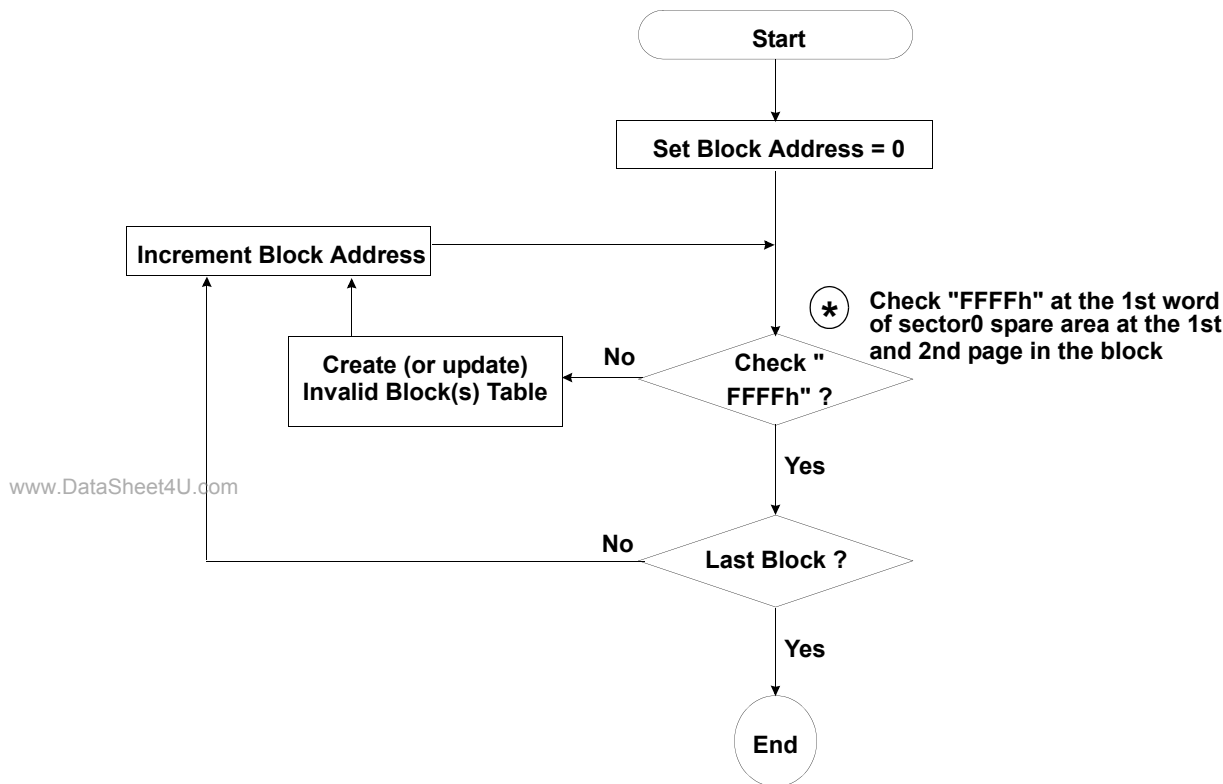 Start
Set Block Address = 0
Increment Block Address
*
Check "FFFFh" at the 1st word
of sector0 spare area at the 1st
and 2nd page in the block
Create (or update)
Invalid Block(s) Table
No
Check "
FFFFh" ?
Yes
www.DataSheet4U.com
No
Last Block ?
Yes
End